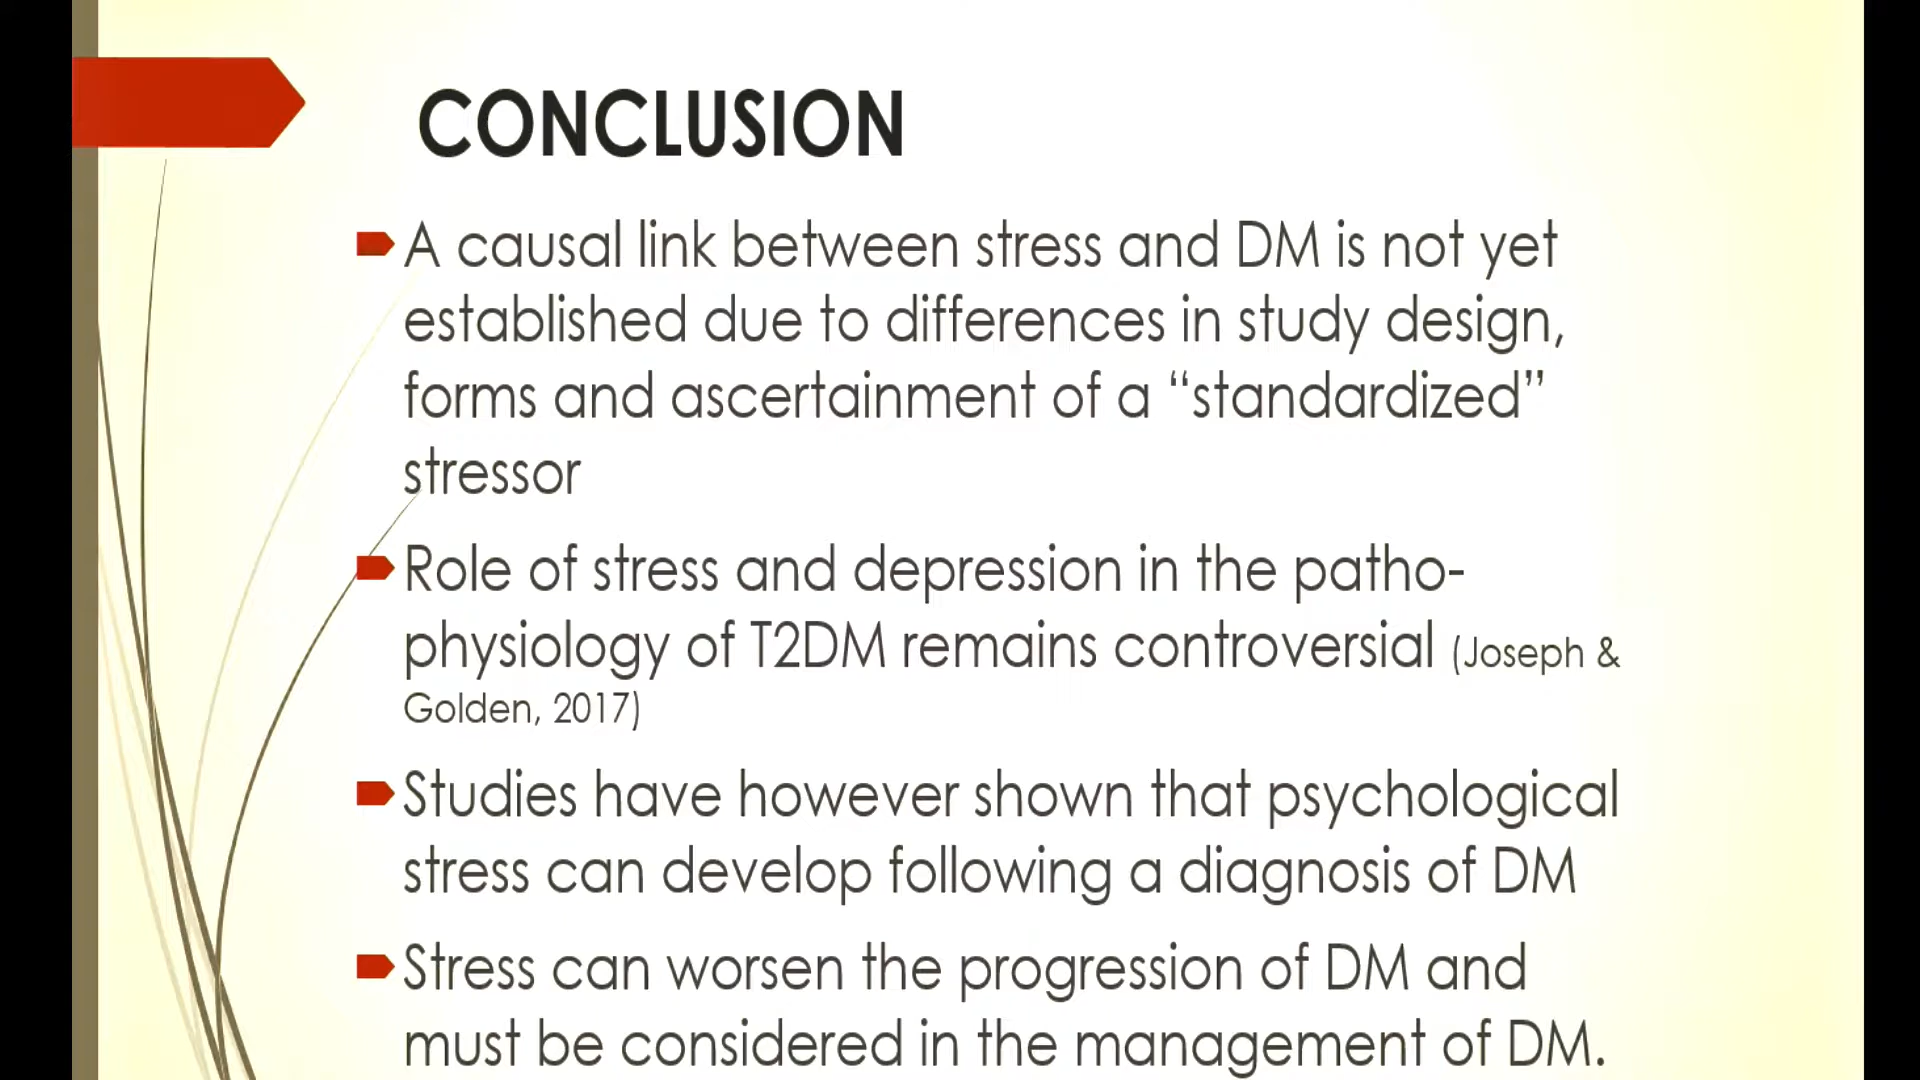 CONCLUSION
A causal link between stress and DM is not yet
established due to differences in study design,
forms and ascertainment of a “standardized”
stressor
Role of stress and depression in the patho-
physiology of T2DM remains controversial (Joseph &
Golden, 2017)
Studies have however shown that psychological
stress can develop following a diagnosis of DM
Stress can worsen the progression of DM and
must be considered in the management of DM.